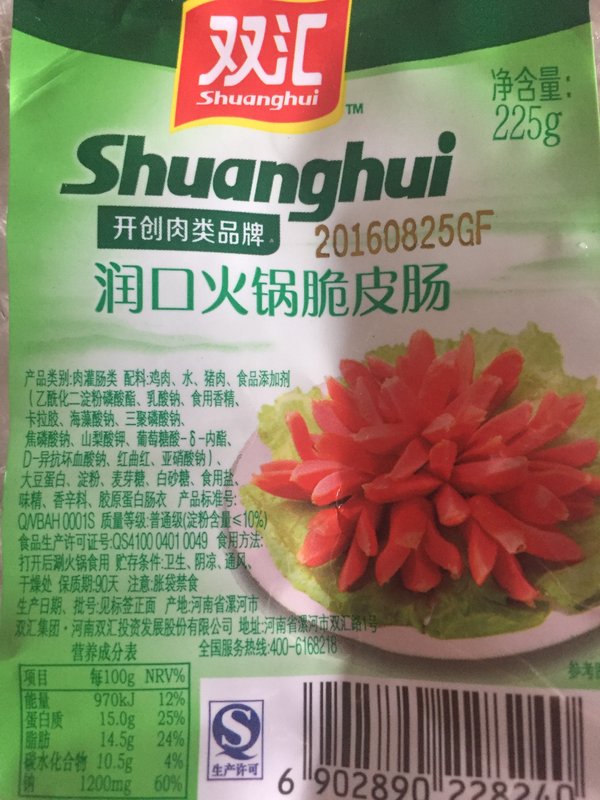 双汇
Shuanghui
TM
净含量:
225g
Shuanghui
开创肉类品牌
20160825GF
润口火锅脆皮肠
产品类别:肉灌肠类 配料:鸡肉、水、猪肉、食品添加剂
(乙酰化二淀粉磷酸酯、乳酸钠、食用香精、
卡拉胶、海藻酸钠、三聚磷酸钠、
焦磷酸钠、山梨酸钾、葡萄糖酸-δ-内酯、
D-异抗坏血酸钠、红曲红、亚硝酸钠)、
大豆蛋白、淀粉、麦芽糖、白砂糖、食用盐、
味精、香辛料、胶原蛋白肠衣 产品标准号:
Q/VBAH 0001S 质量等级:普通级(淀粉含量≤10%)
食品生产许可证号:QS4100 0401 0049 食用方法:
打开后涮火锅食用 贮存条件:卫生、阴凉、通风、
干燥处 保质期:90天 注意:胀袋禁食
生产日期、批号:见标签正面 产地:河南省漯河市
双汇集团·河南双汇投资发展股份有限公司 地址:河南省漯河市双汇路1号
全国服务热线:400-6168218
营养成分表
项目 每100g NRV%
能量 970kJ 12%
蛋白质 15.0g 25%
脂肪 14.5g 24%
碳水化合物 10.5g 4%
钠 1200mg 60%
生产许可
参考图
6 902890 228240